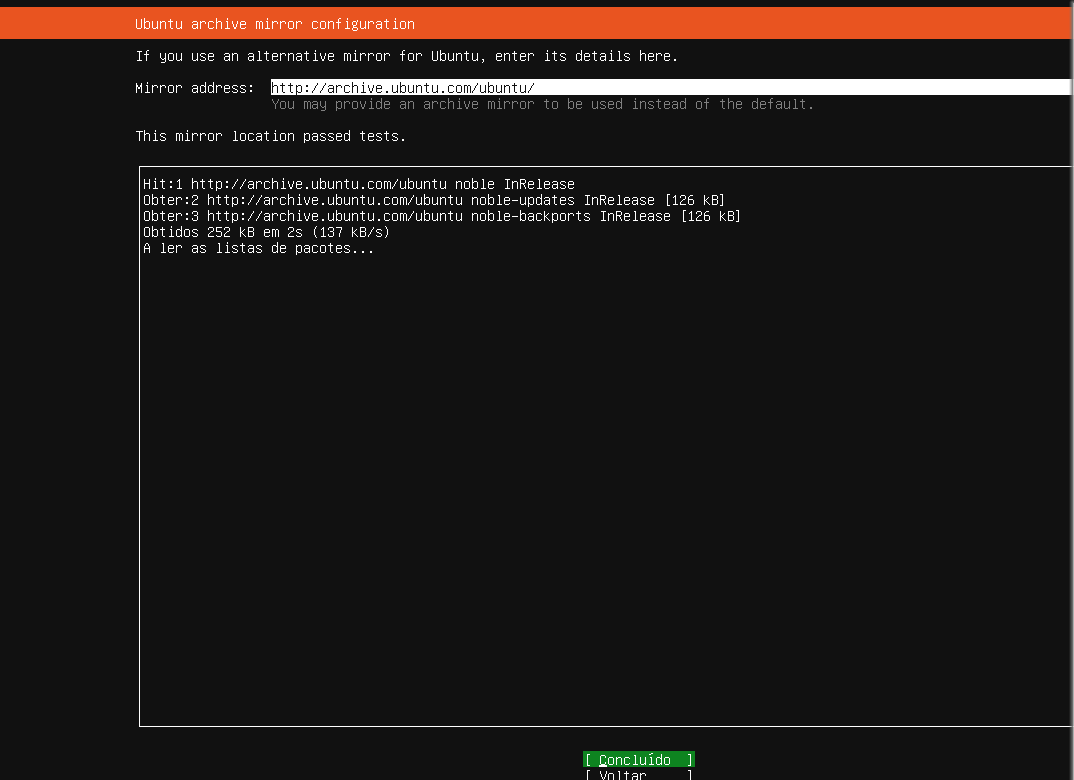 Ubuntu archive mirror configuration
If you use an alternative mirror for Ubuntu, enter its details here.
Mirror address: http://archive.ubuntu.com/ubuntu/
You may provide an archive mirror to be used instead of the default.
This mirror location passed tests.
Hit:1 http://archive.ubuntu.com/ubuntu noble InRelease
Obter:2 http://archive.ubuntu.com/ubuntu noble-updates InRelease [126 kB]
Obter:3 http://archive.ubuntu.com/ubuntu noble-backports InRelease [126 kB]
Obtidos 252 kB em 2s (137 kB/s)
A ler as listas de pacotes...
[ Concluído ]
[ Voltar ]